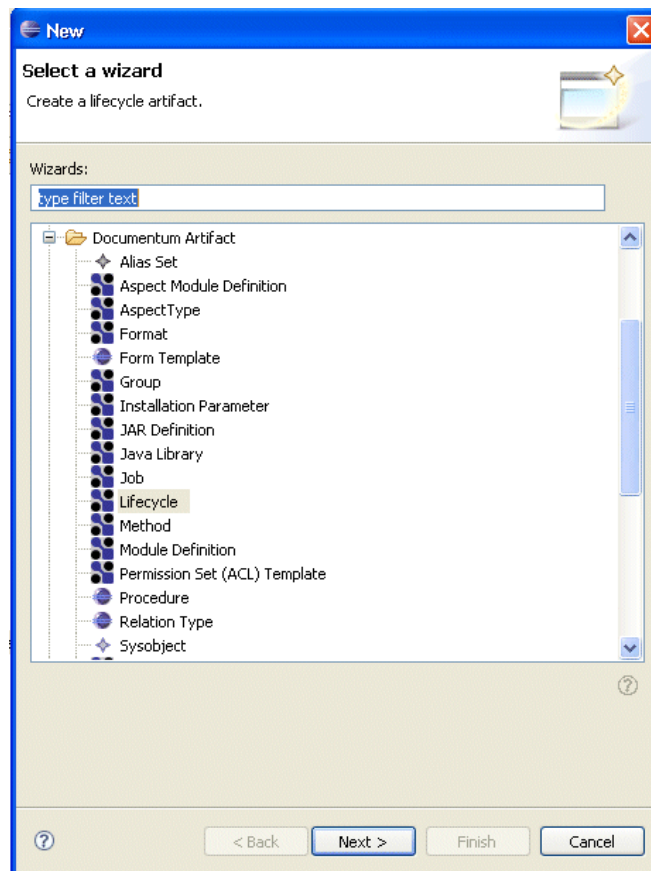 New
Select a wizard
Create a lifecycle artifact.
Wizards:
type filter text
Documentum Artifact
Alias Set
Aspect Module Definition
AspectType
Format
Form Template
Group
Installation Parameter
JAR Definition
Java Library
Job
Lifecycle
Method
Module Definition
Permission Set (ACL) Template
Procedure
Relation Type
Sysobject
?
? < Back Next > Finish Cancel